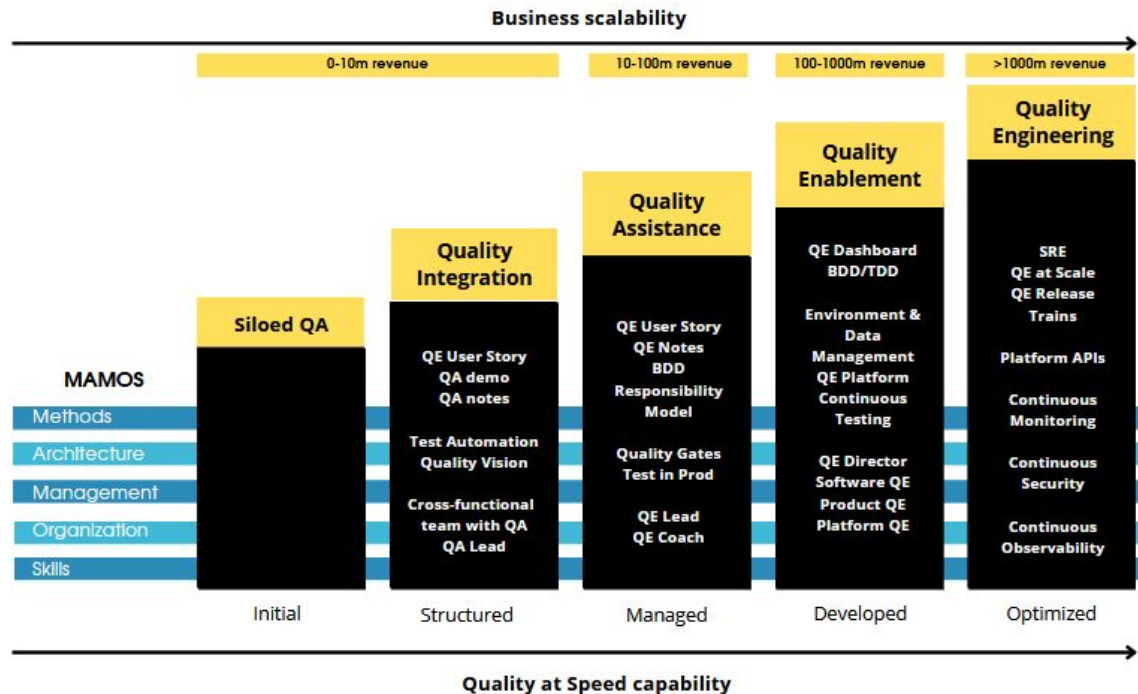 Business scalability
0-10m revenue
10-100m revenue
100-1000m revenue
>1000m revenue
Siloed QA
Quality
Integration
QE User Story
QA demo
QA notes
Test Automation
Quality Vision
Cross-functional
team with QA
QA Lead
Quality
Assistance
QE User Story
QE Notes
BDD
Responsibility
Model
Quality Gates
Test in Prod
QE Lead
QE Coach
Quality
Enablement
QE Dashboard
BDD/TDD
Environment &
Data
Management
QE Platform
Continuous
Testing
QE Director
Software QE
Product QE
Platform QE
Quality
Engineering
SRE
QE at Scale
QE Release
Trains
Platform APIs
Continuous
Monitoring
Continuous
Security
Continuous
Observability
MAMOS
Methods
Architecture
Management
Organization
Skills
Initial
Structured
Managed
Developed
Optimized
Quality at Speed capability